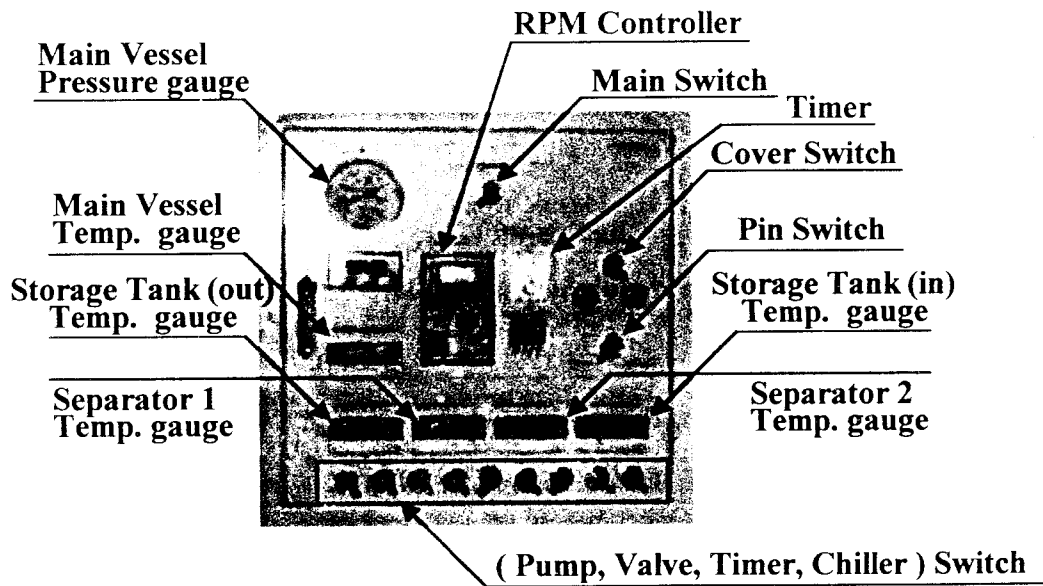 RPM Controller
Main Vessel
Pressure gauge
Main Switch
Timer
Cover Switch
Main Vessel
Temp. gauge
Pin Switch
Storage Tank (out)
Temp. gauge
Storage Tank (in)
Temp. gauge
Separator 1
Temp. gauge
Separator 2
Temp. gauge
( Pump, Valve, Timer, Chiller ) Switch